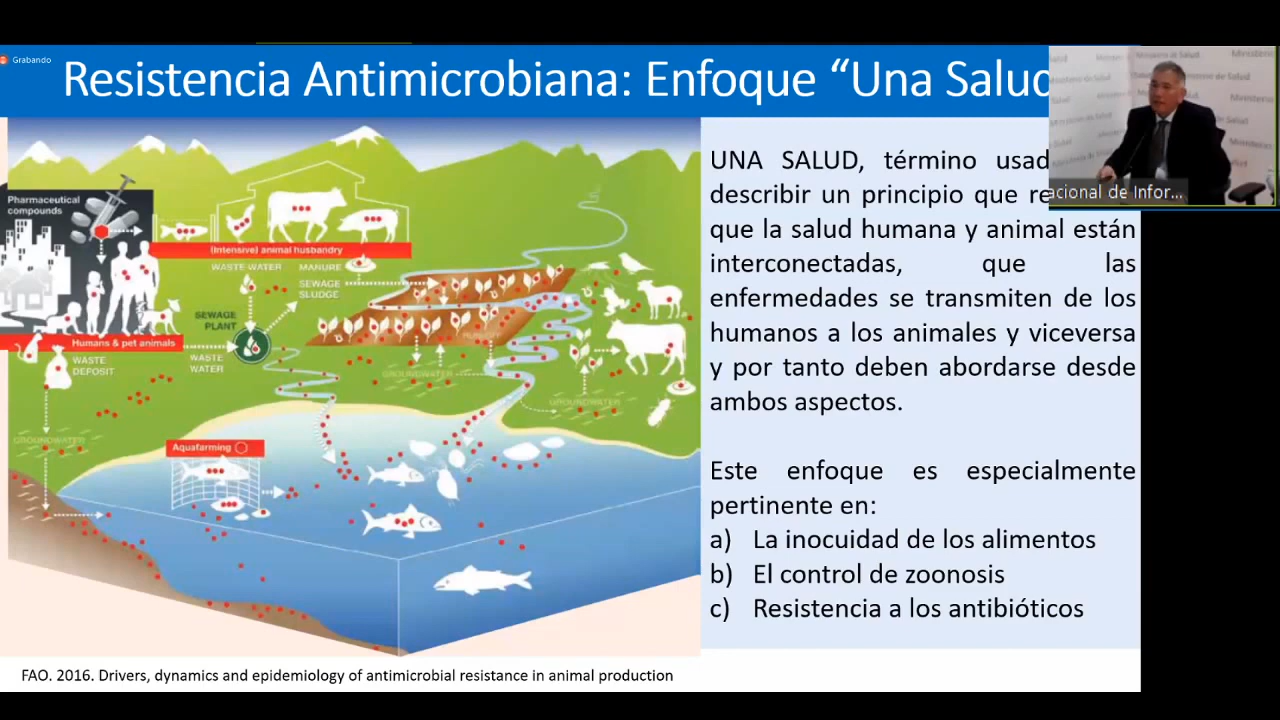 Grabando
Resistencia Antimicrobiana: Enfoque “Una Salud
Ministerio de Salud
acional de Infor...
Pharmaceutical
compounds
(Intensive) animal husbandry
WASTE WATER
MANURE
SEWAGE
SLUDGE
SEWAGE
PLANT
Humans & pet animals
WASTE
DEPOSIT
WASTE
WATER
GROUNDWATER
GROUNDWATER
GROUNDWATER
Aquafarming
UNA SALUD, término usad
describir un principio que re
que la salud humana y animal están
interconectadas, que las
enfermedades se transmiten de los
humanos a los animales y viceversa
y por tanto deben abordarse desde
ambos aspectos.
Este enfoque es especialmente
pertinente en:
a) La inocuidad de los alimentos
b) El control de zoonosis
c) Resistencia a los antibióticos
FAO. 2016. Drivers, dynamics and epidemiology of antimicrobial resistance in animal production